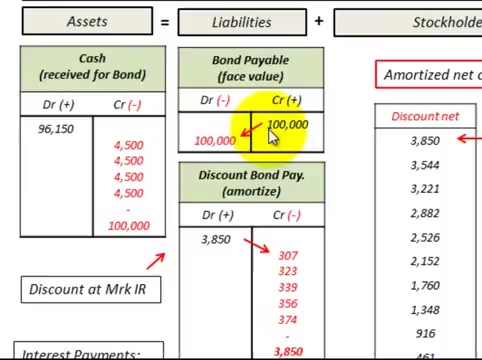 Assets = Liabilities + Stockholde
Cash
(received for Bond)
Dr (+) Cr (-)
96,150
4,500
4,500
4,500
4,500
-
100,000
Discount at Mrk IR
Interest Payments:
Bond Payable
(face value)
Dr (-) Cr (+)
100,000
100,000
Discount Bond Pay.
(amortize)
Dr (+) Cr (-)
3,850
307
323
339
356
374
-
3,850
Amortized net
Discount net
3,850
3,544
3,221
2,882
2,526
2,152
1,760
1,348
916
461